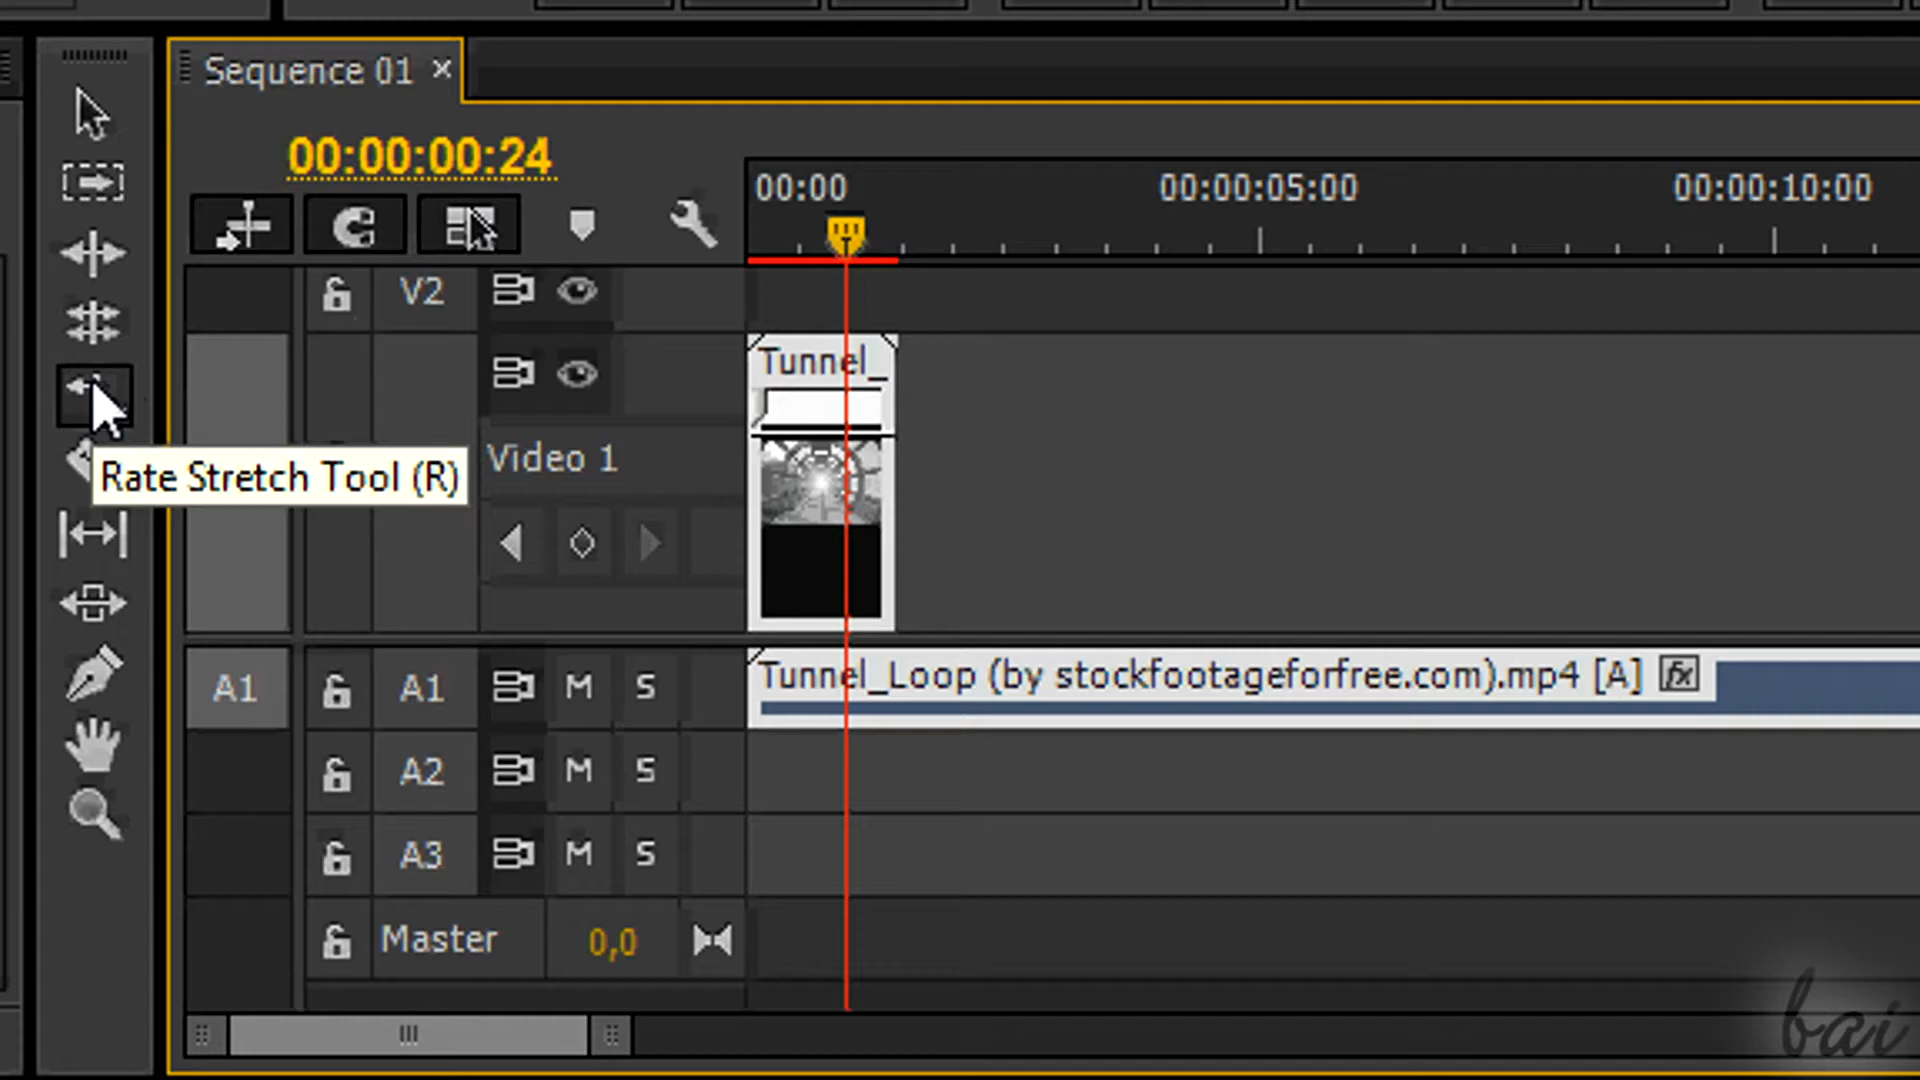 Sequence 01 ×
00:00:00:24
00:00 00:00:05:00 00:00:10:00
V2
Tunnel_
Rate Stretch Tool (R)
Video 1
A1 A1 M S
Tunnel_Loop (by stockfootageforfree.com).mp4 [A] fx
A2 M S
A3 M S
Master 0,0
bai